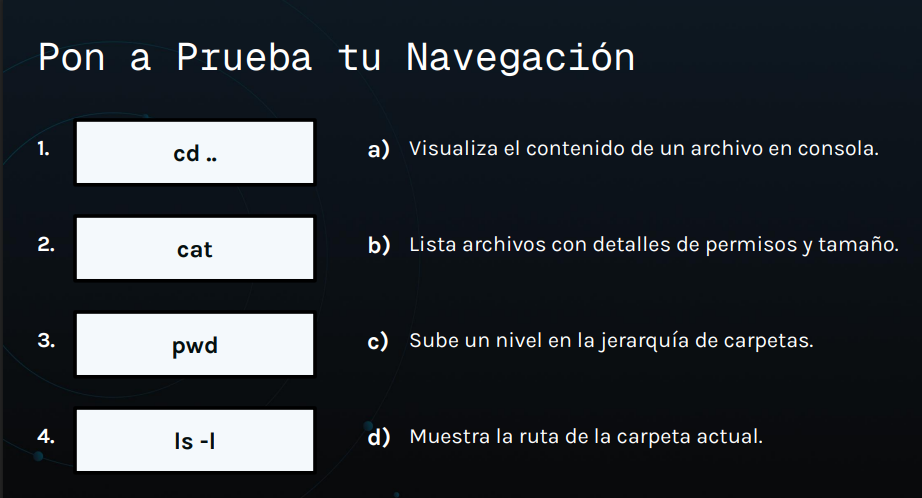 Pon a Prueba tu Navegación
1. cd .. a) Visualiza el contenido de un archivo en consola.
2. cat b) Lista archivos con detalles de permisos y tamaño.
3. pwd c) Sube un nivel en la jerarquía de carpetas.
4. ls -l d) Muestra la ruta de la carpeta actual.